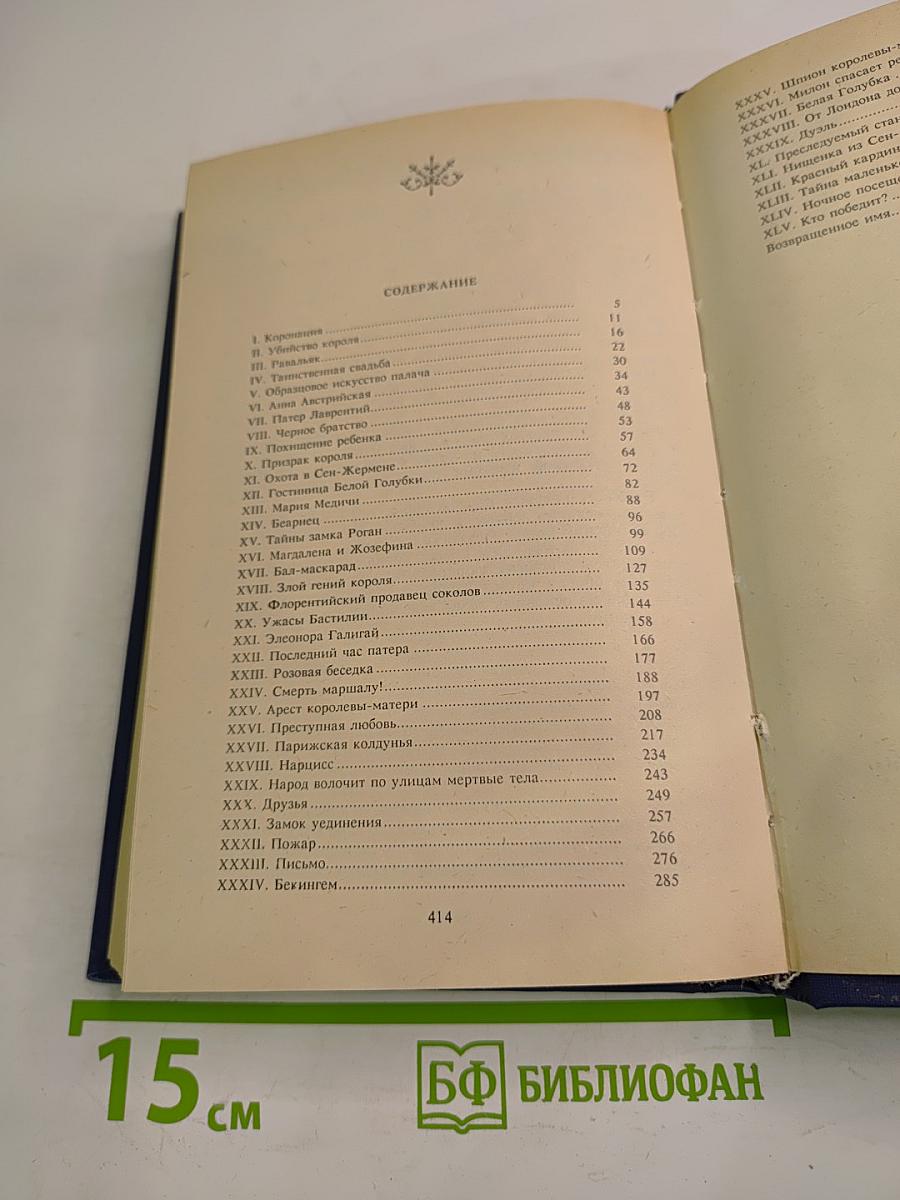 СОДЕРЖАНИЕ
I. Коронация 5
II. Убийство короля 11
III. Равальяк 16
IV. Таинственная свадьба 22
V. Образцовое искусство палача 30
VI. Анна Австрийская 34
VII. Патер Лаврентий 43
VIII. Черное братство 48
IX. Похищение ребенка 53
X. Призрак короля 57
XI. Охота в Сен-Жермене 64
XII. Гостиница Белой Голубки 72
XIII. Мария Медичи 82
XIV. Беарнец 88
XV. Тайны замка Роган 96
XVI. Магдалена и Жозефина 99
XVII. Бал-маскарад 109
XVIII. Злой гений короля 127
XIX. Флорентийский продавец соколов 135
XX. Ужасы Бастилии 144
XXI. Элеонора Галигай 158
XXII. Последний час патера 166
XXIII. Розовая беседка 177
XXIV. Смерть маршалу! 188
XXV. Арест королевы-матери 197
XXVI. Преступная любовь 208
XXVII. Парижская колдунья 217
XXVIII. Нарцисс 234
XXIX. Народ волочит по улицам мертвые тела 243
XXX. Друзья 249
XXXI. Замок уединения 257
XXXII. Пожар 266
XXXIII. Письмо 276
XXXIV. Бекингем 285
414
XXXV. Шпион королевы-
XXXVI. Милон спасает
XXXVII. Белая Голубка
XXXVIII. От Лондона до
XXXIX. Дуэль
XL. Преследуемый
XLI. Нищенка из Сен-
XLII. Красный
XLIII. Тайна
XLIV. Ночное
XLV. Кто победит?
Возвращенное имя
15 см
БФ БИБЛИОФАН